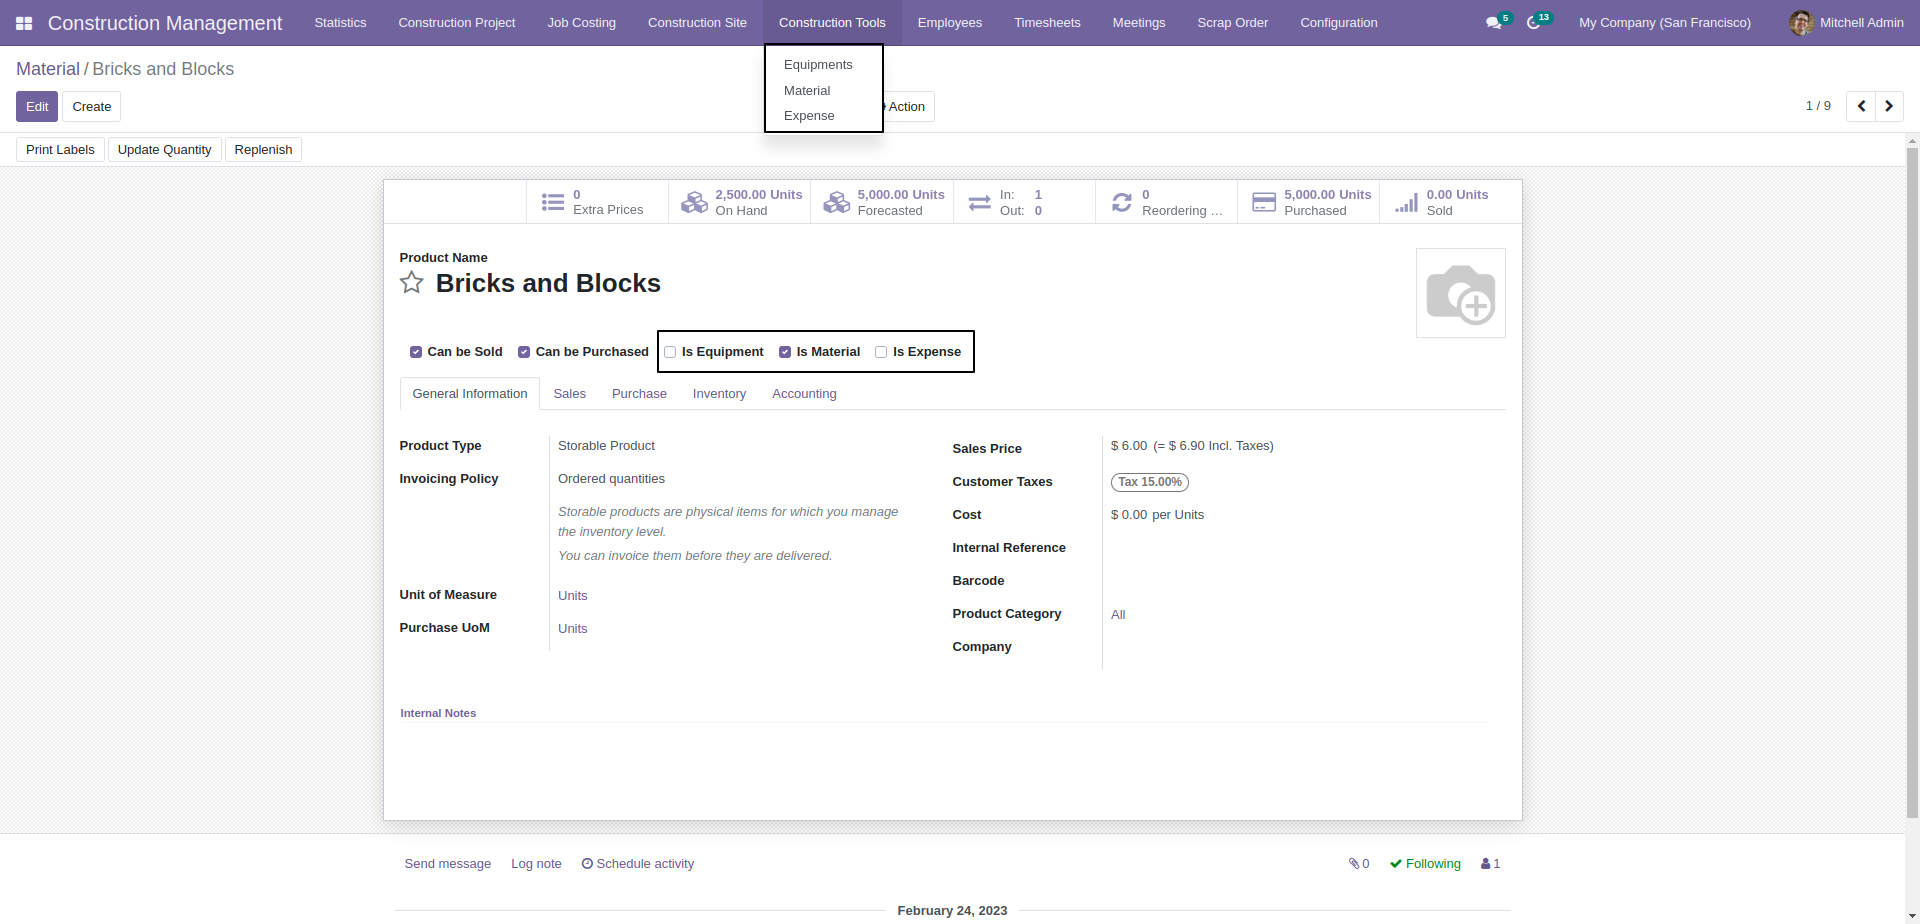 Construction Management Statistics Construction Project Job Costing Construction Site Construction Tools Employees Timesheets Meetings Scrap Order Configuration 5 13 My Company (San Francisco) Mitchell Admin
Equipments
Material
Expense
Material / Bricks and Blocks
Edit Create Action 1 / 9
Print Labels Update Quantity Replenish
0
Extra Prices
2,500.00 Units
On Hand
5,000.00 Units
Forecasted
In: 1
Out: 0
0
Reordering ...
5,000.00 Units
Purchased
0.00 Units
Sold
Product Name
Bricks and Blocks
Can be Sold Can be Purchased Is Equipment Is Material Is Expense
General Information Sales Purchase Inventory Accounting
Product Type Storable Product
Invoicing Policy Ordered quantities
Storable products are physical items for which you manage
the inventory level.
You can invoice them before they are delivered.
Unit of Measure Units
Purchase UoM Units
Sales Price $ 6.00 (= $ 6.90 Incl. Taxes)
Customer Taxes Tax 15.00%
Cost $ 0.00 per Units
Internal Reference
Barcode
Product Category All
Company
Internal Notes
Send message Log note Schedule activity 0 Following 1
February 24, 2023